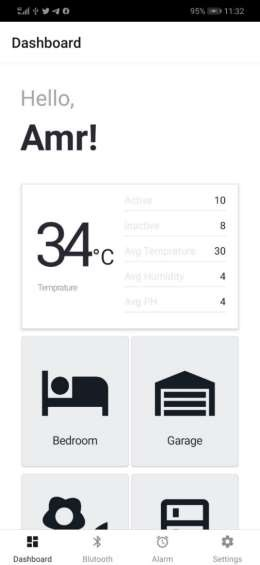 95% 11:32
Dashboard
Hello,
Amr!
34°C
Temprature
Active 10
Inactive 8
Avg Temprature 30
Avg Humidity 4
Avg PH 4
Bedroom Garage
Dashboard Blutooth Alarm Settings